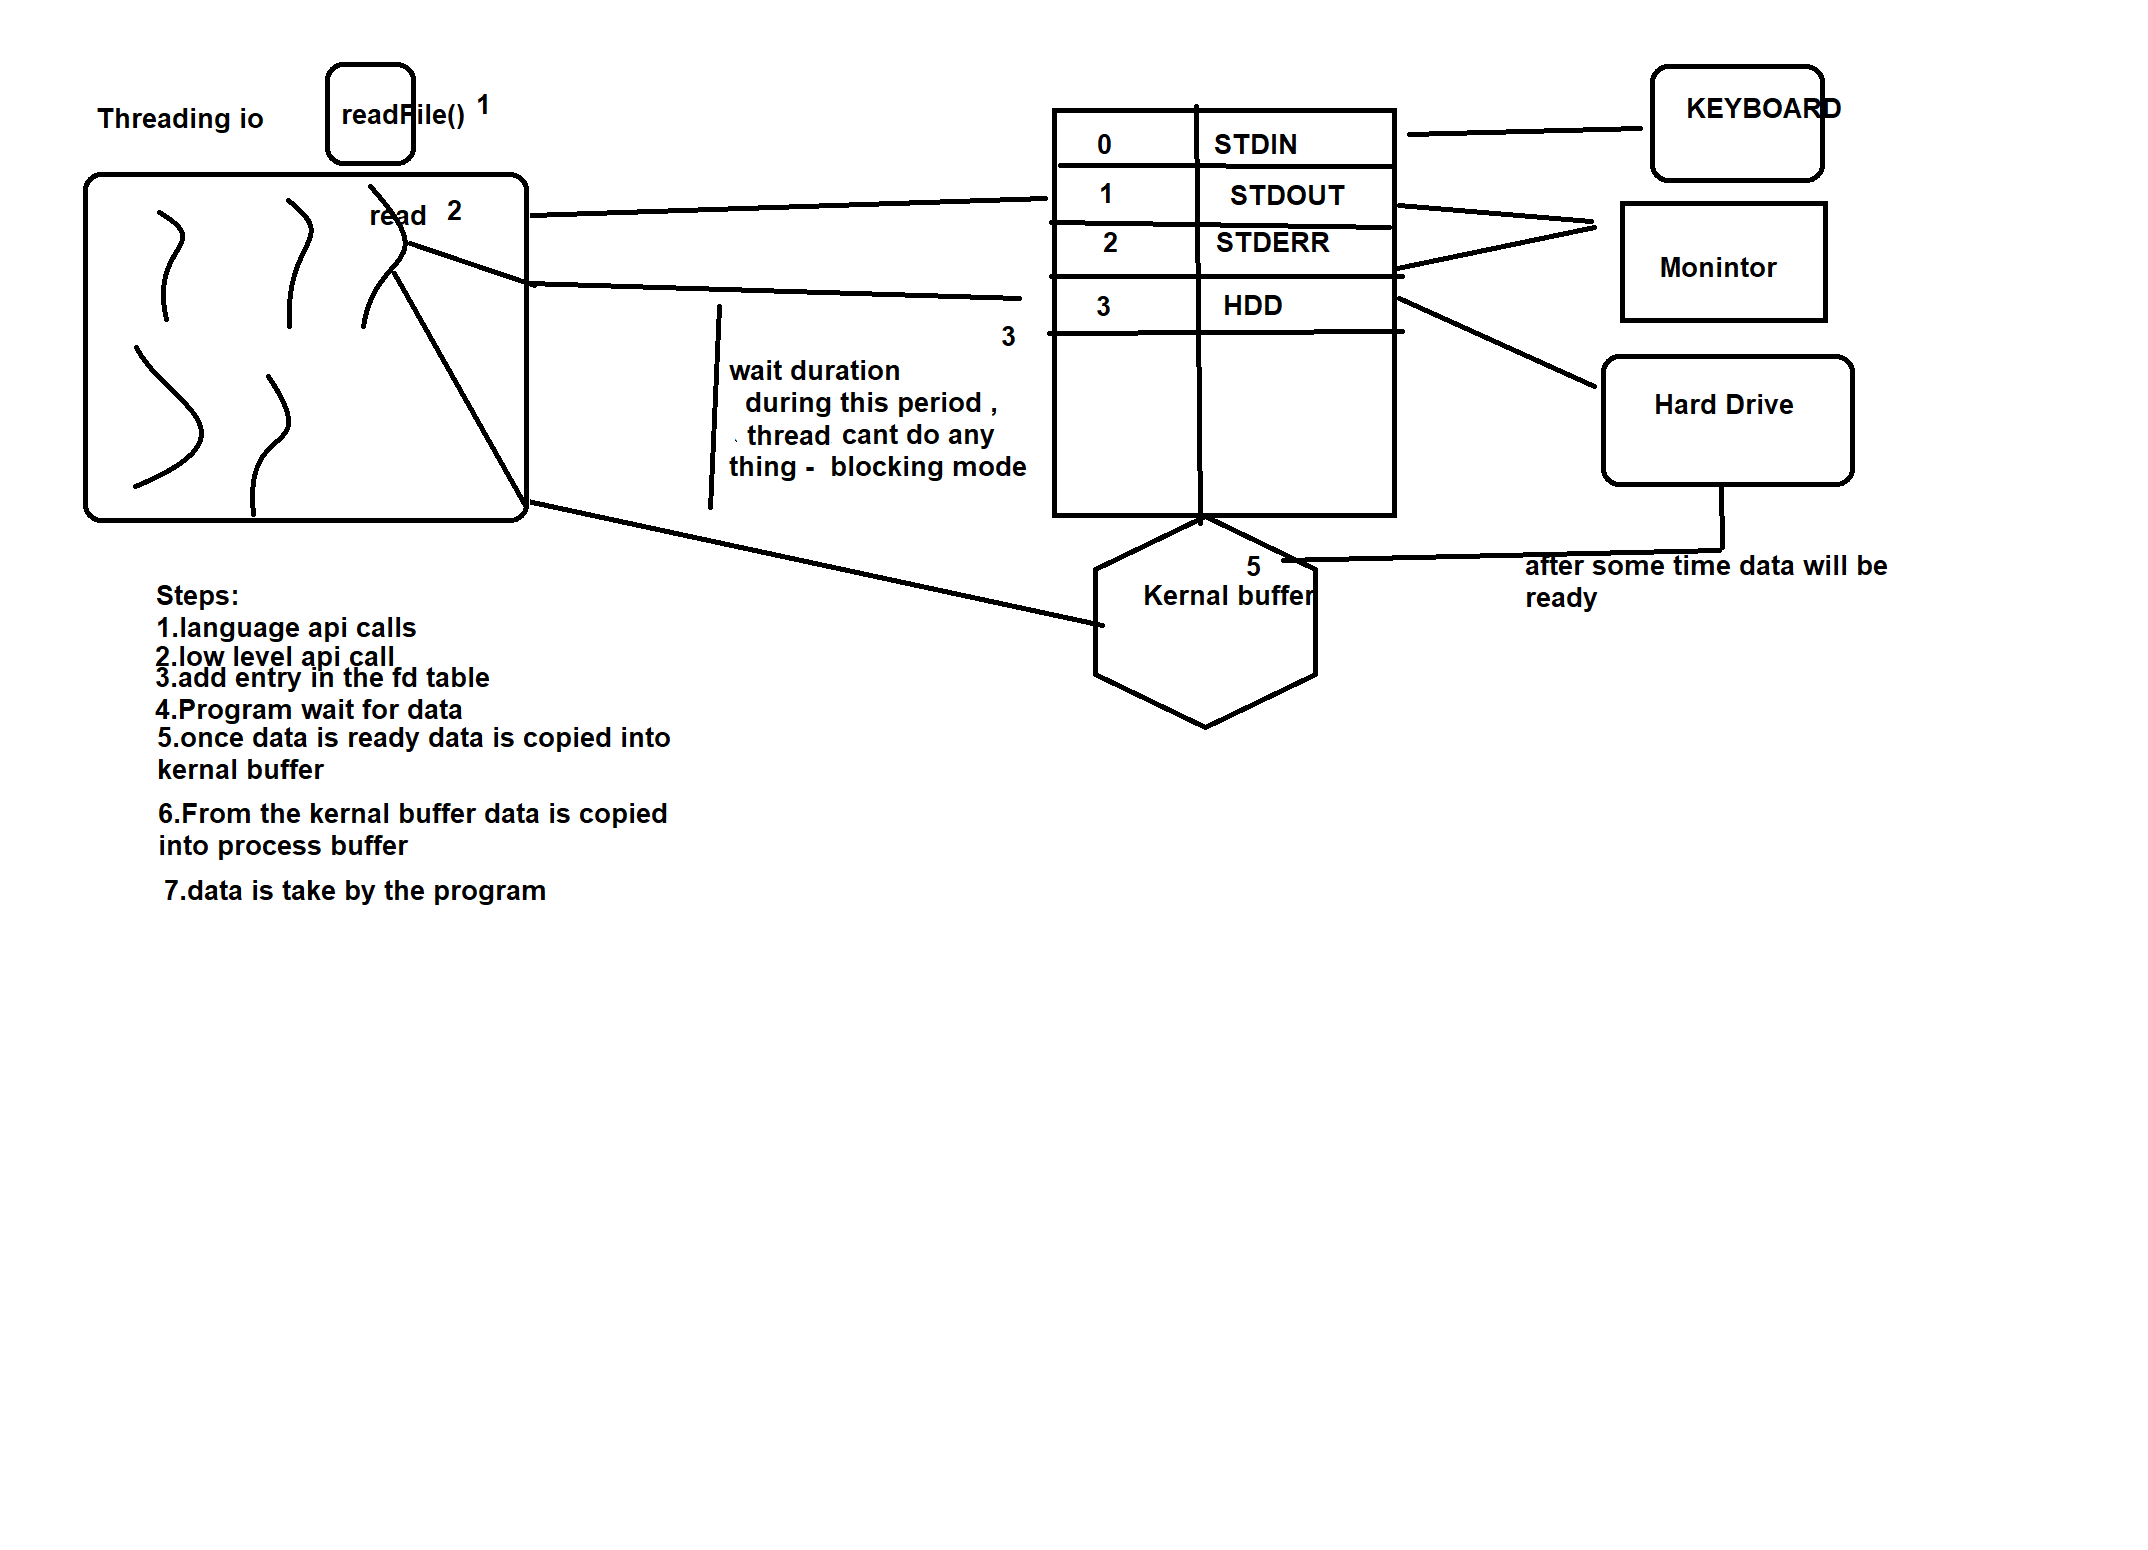 Threading io
readFile() 1
read 2
0 STDIN
1 STDOUT
2 STDERR
3 HDD
3
KEYBOARD
Monintor
Hard Drive
wait duration
during this period ,
thread cant do any
thing - blocking mode
5
Kernal buffer
after some time data will be
ready
Steps:
1.language api calls
2.low level api call
3.add entry in the fd table
4.Program wait for data
5.once data is ready data is copied into
kernal buffer
6.From the kernal buffer data is copied
into process buffer
7.data is take by the program